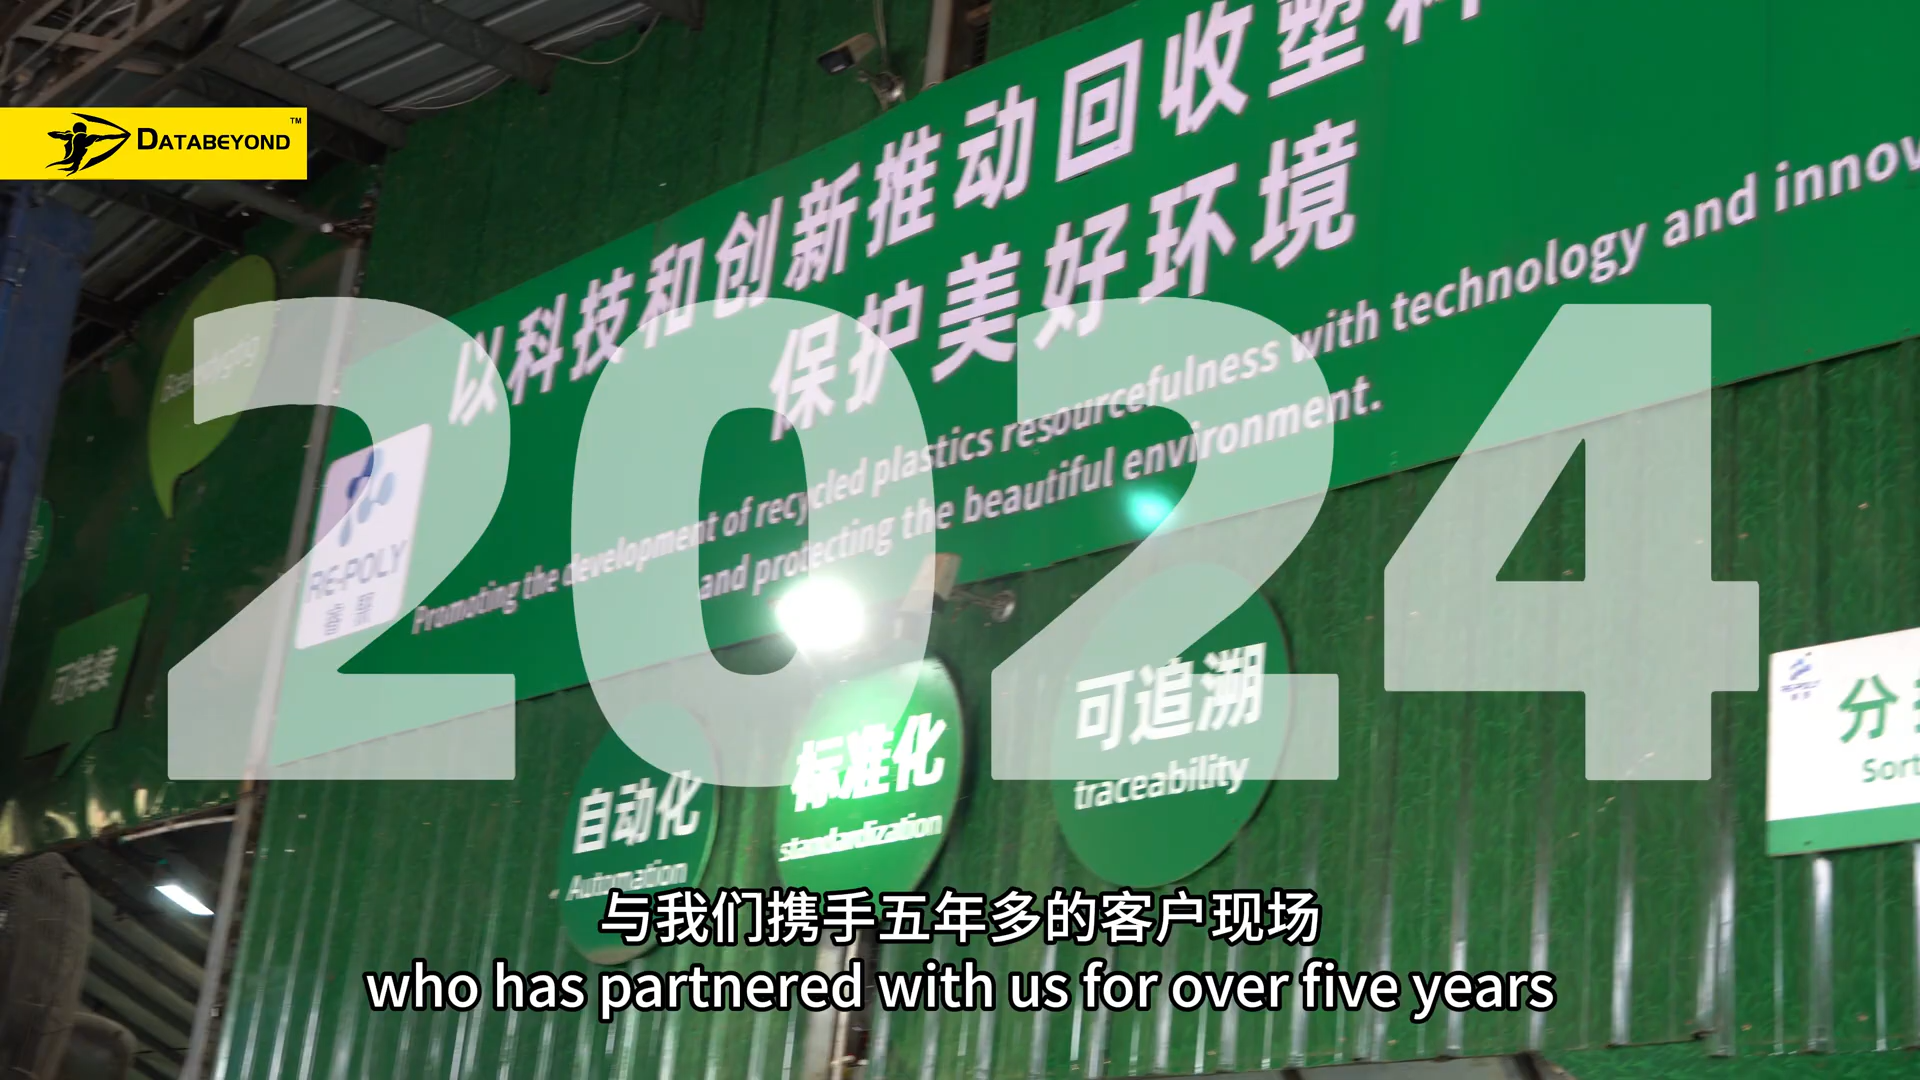 DATABEYOND™
以科技和创新推动回收塑料
保护美好环境
Promoting the development of recycled plastics resourcefulness with technology and innov
and protecting the beautiful environment.
RE-POLY
2024
可持续
自动化
Automation
标准化
standardization
可追溯
traceability
分
Sort
与我们携手五年多的客户现场
who has partnered with us for over five years